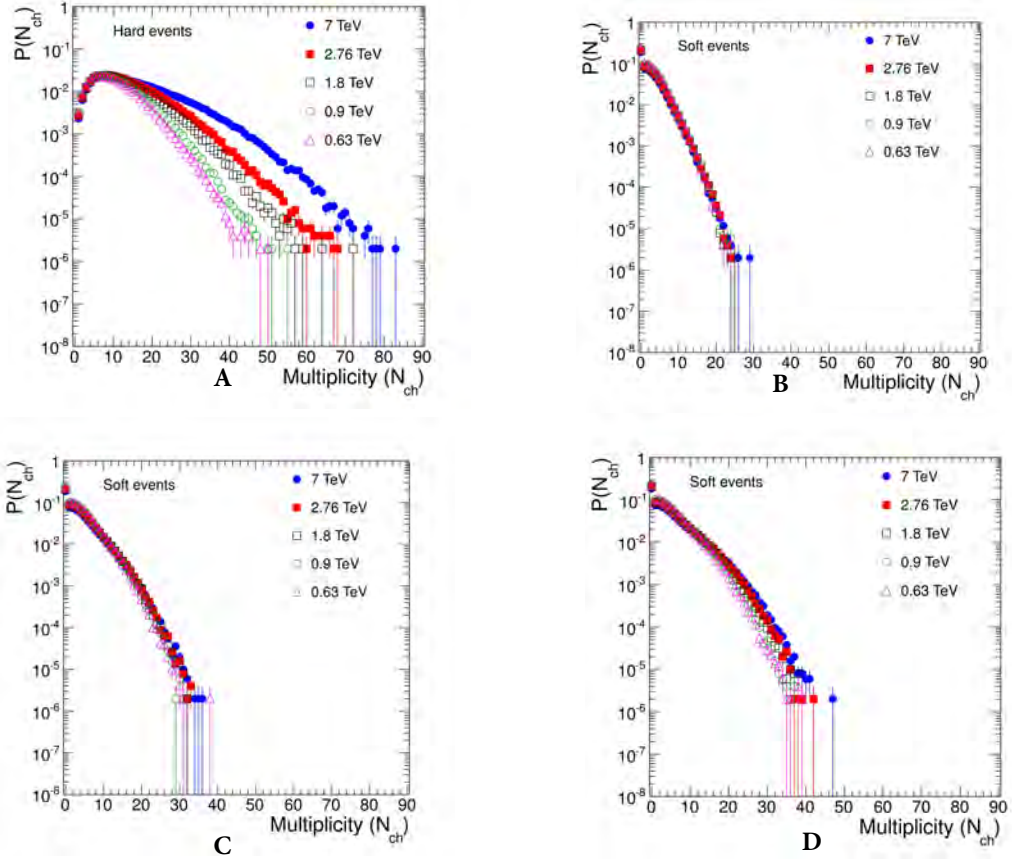 P(N_ch)
Hard events
7 TeV
2.76 TeV
1.8 TeV
0.9 TeV
0.63 TeV
1
10^-1
10^-2
10^-3
10^-4
10^-5
10^-6
10^-7
10^-8
0 10 20 30 40 50 60 70 80 90
Multiplicity (N_ch)
A
P(N_ch)
Soft events
7 TeV
2.76 TeV
1.8 TeV
0.9 TeV
0.63 TeV
1
10^-1
10^-2
10^-3
10^-4
10^-5
10^-6
10^-7
10^-8
0 10 20 30 40 50 60 70 80 90
Multiplicity (N_ch)
B
P(N_ch)
Soft events
7 TeV
2.76 TeV
1.8 TeV
0.9 TeV
0.63 TeV
1
10^-1
10^-2
10^-3
10^-4
10^-5
10^-6
10^-7
10^-8
0 10 20 30 40 50 60 70 80 90
Multiplicity (N_ch)
C
P(N_ch)
Soft events
7 TeV
2.76 TeV
1.8 TeV
0.9 TeV
0.63 TeV
1
10^-1
10^-2
10^-3
10^-4
10^-5
10^-6
10^-7
10^-8
0 10 20 30 40 50 60 70 80 90
Multiplicity (N_ch)
D